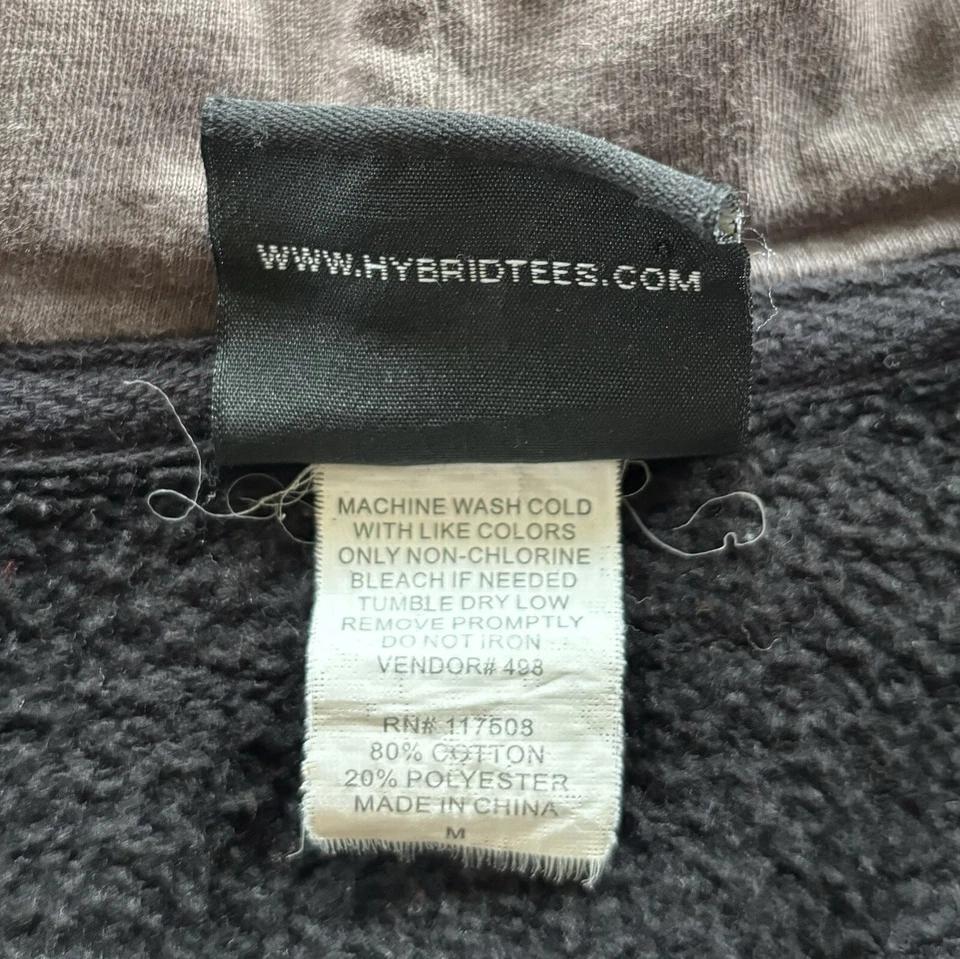 WWW.HYBRIDTEES.COM
MACHINE WASH COLD
WITH LIKE COLORS
ONLY NON-CHLORINE
BLEACH IF NEEDED
TUMBLE DRY LOW
REMOVE PROMPTLY
DO NOT IRON
VENDOR# 498
RN# 117508
80% COTTON
20% POLYESTER
MADE IN CHINA
M